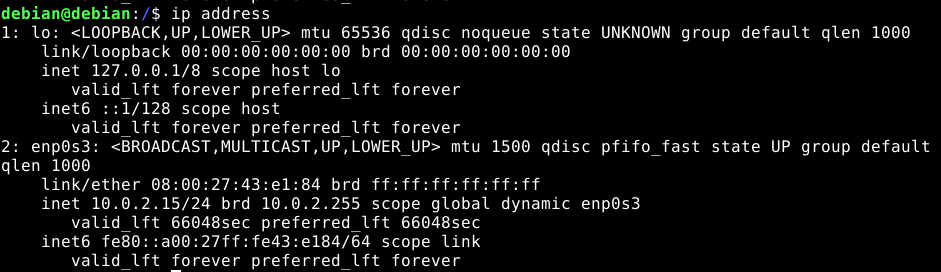 debian@debian:/$ ip address
1: lo: <LOOPBACK,UP,LOWER_UP> mtu 65536 qdisc noqueue state UNKNOWN group default qlen 1000
    link/loopback 00:00:00:00:00:00 brd 00:00:00:00:00:00
    inet 127.0.0.1/8 scope host lo
       valid_lft forever preferred_lft forever
    inet6 ::1/128 scope host
       valid_lft forever preferred_lft forever
2: enp0s3: <BROADCAST,MULTICAST,UP,LOWER_UP> mtu 1500 qdisc pfifo_fast state UP group default
qlen 1000
    link/ether 08:00:27:43:e1:84 brd ff:ff:ff:ff:ff:ff
    inet 10.0.2.15/24 brd 10.0.2.255 scope global dynamic enp0s3
       valid_lft 66048sec preferred_lft 66048sec
    inet6 fe80::a00:27ff:fe43:e184/64 scope link
       valid_lft forever preferred_lft forever